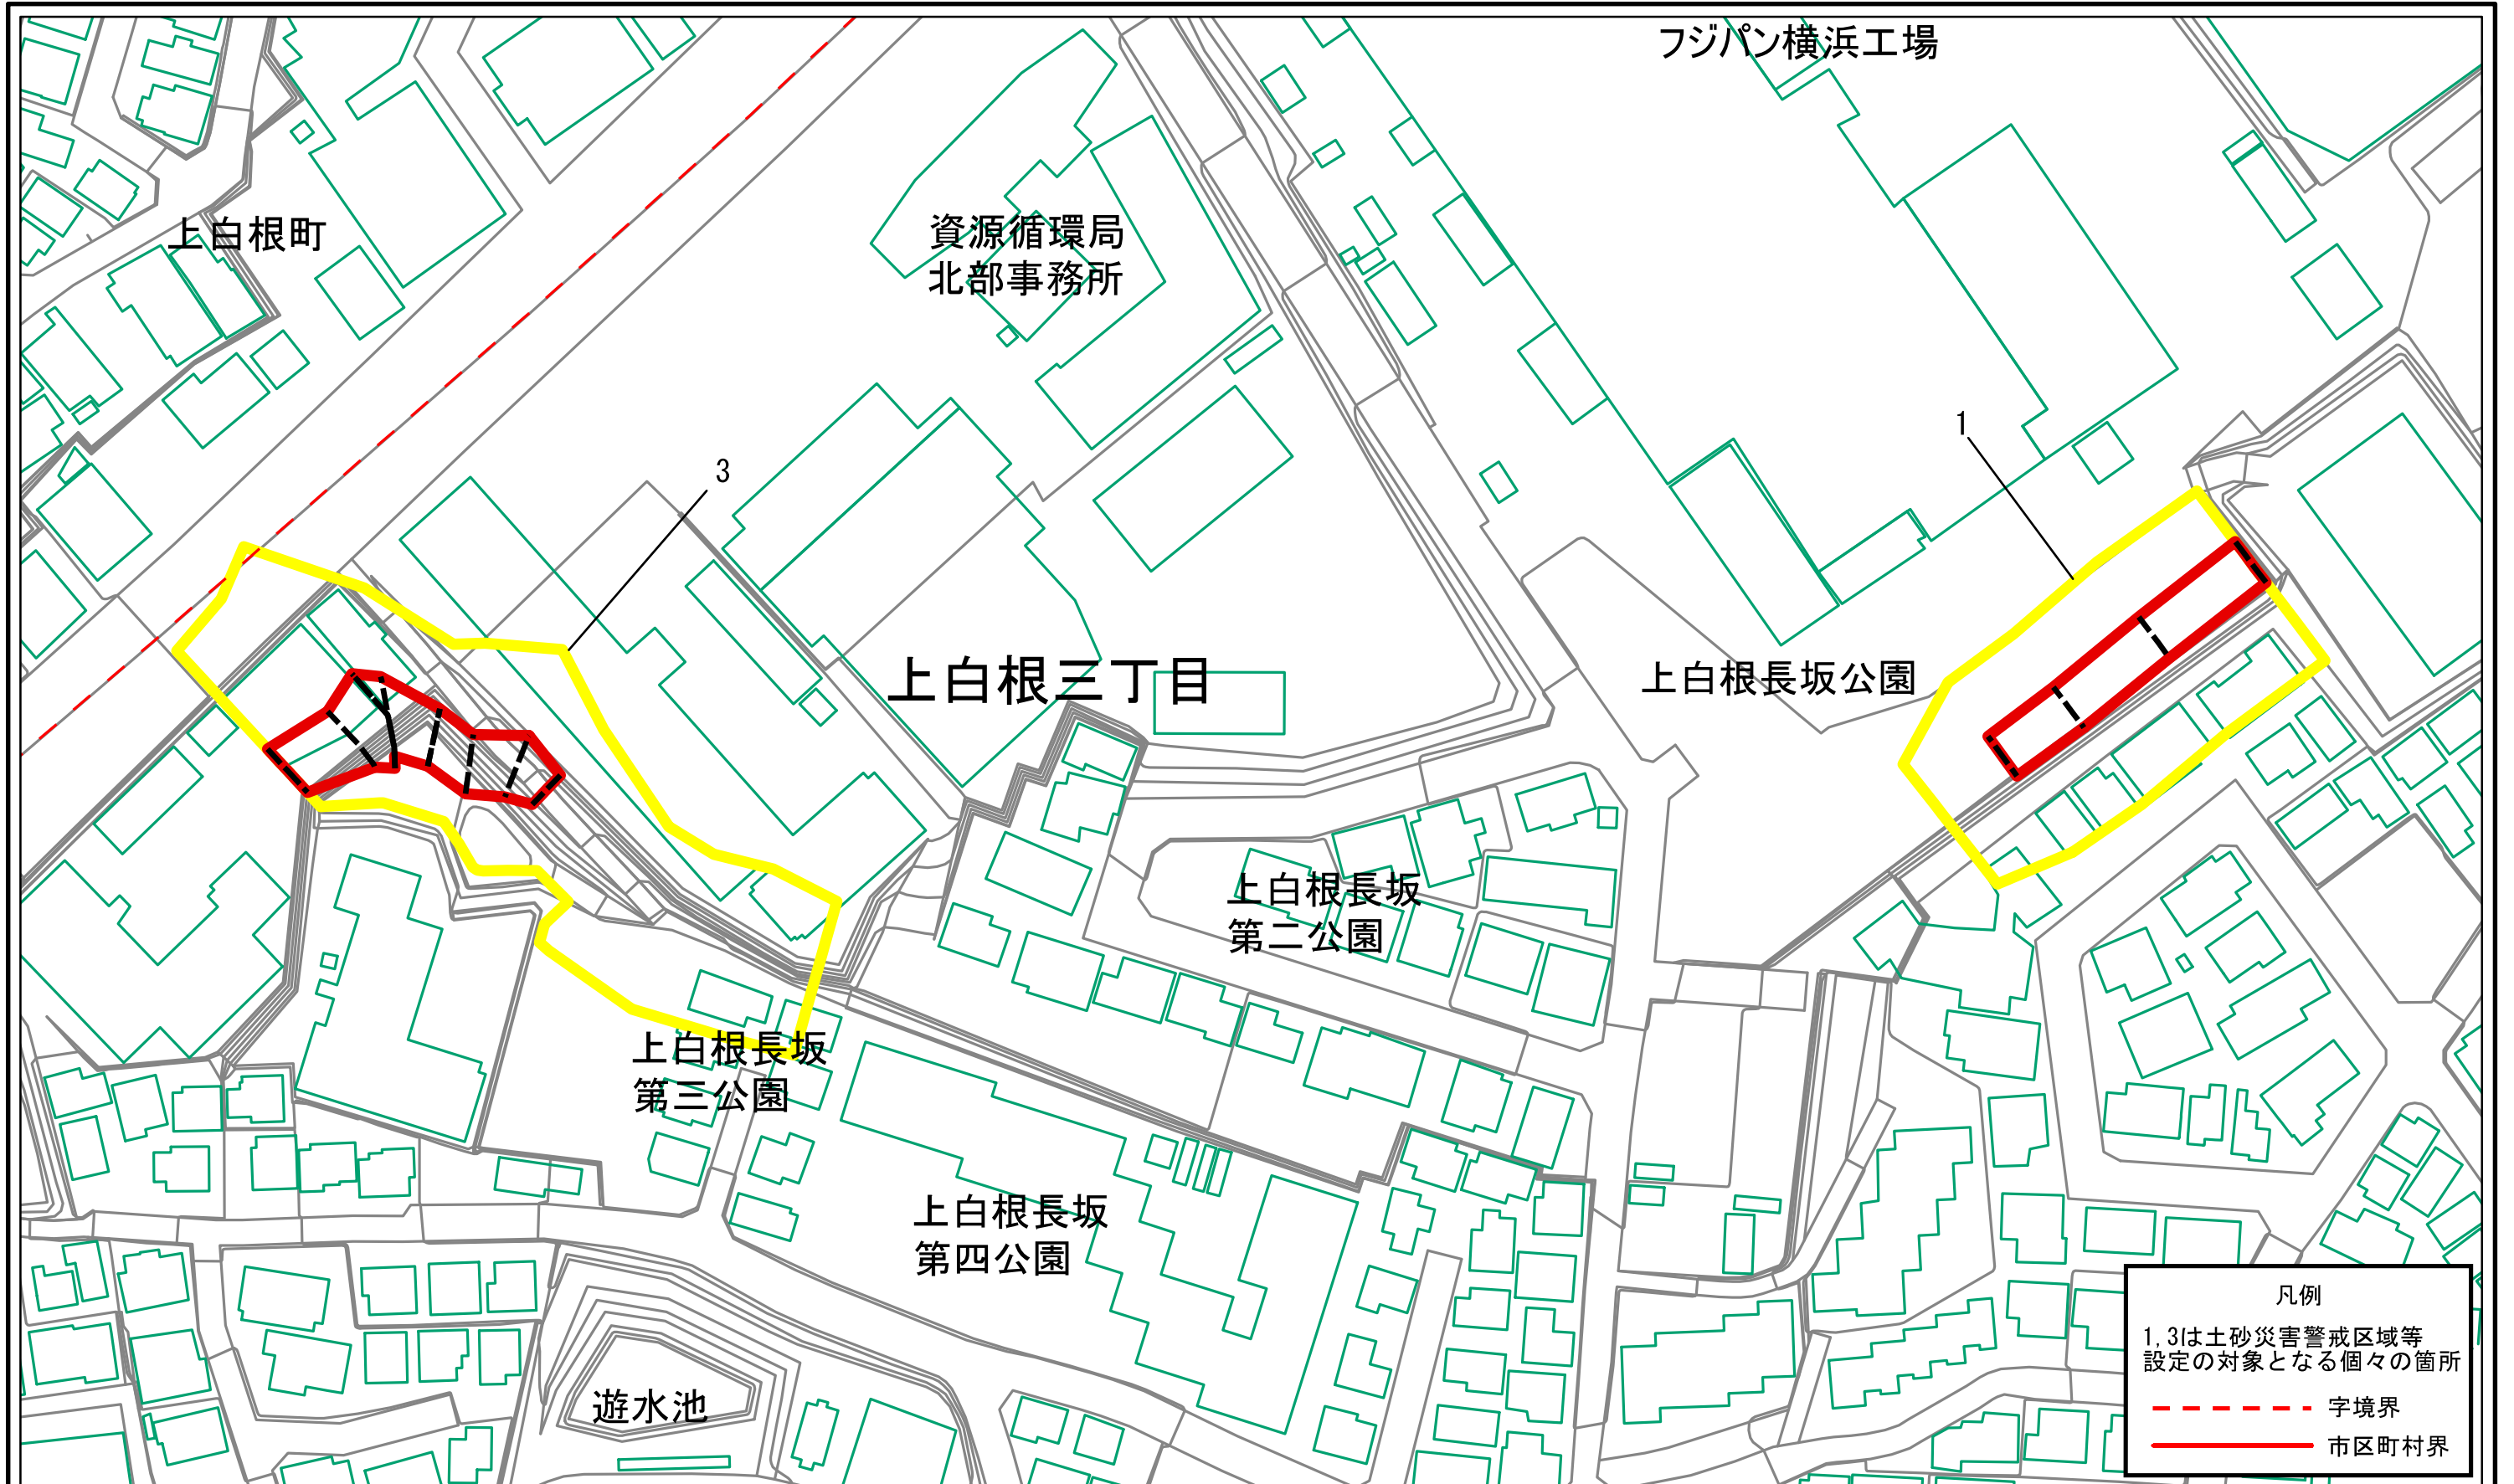 フジパン横浜工場
上白根町
資源循環局
北部事務所
1
3
上白根三丁目
上白根長坂公園
上白根長坂
第二公園
上白根長坂
第三公園
上白根長坂
第四公園
遊水池
凡例
1,3は土砂災害警戒区域等
設定の対象となる個々の箇所
字境界
市区町村界